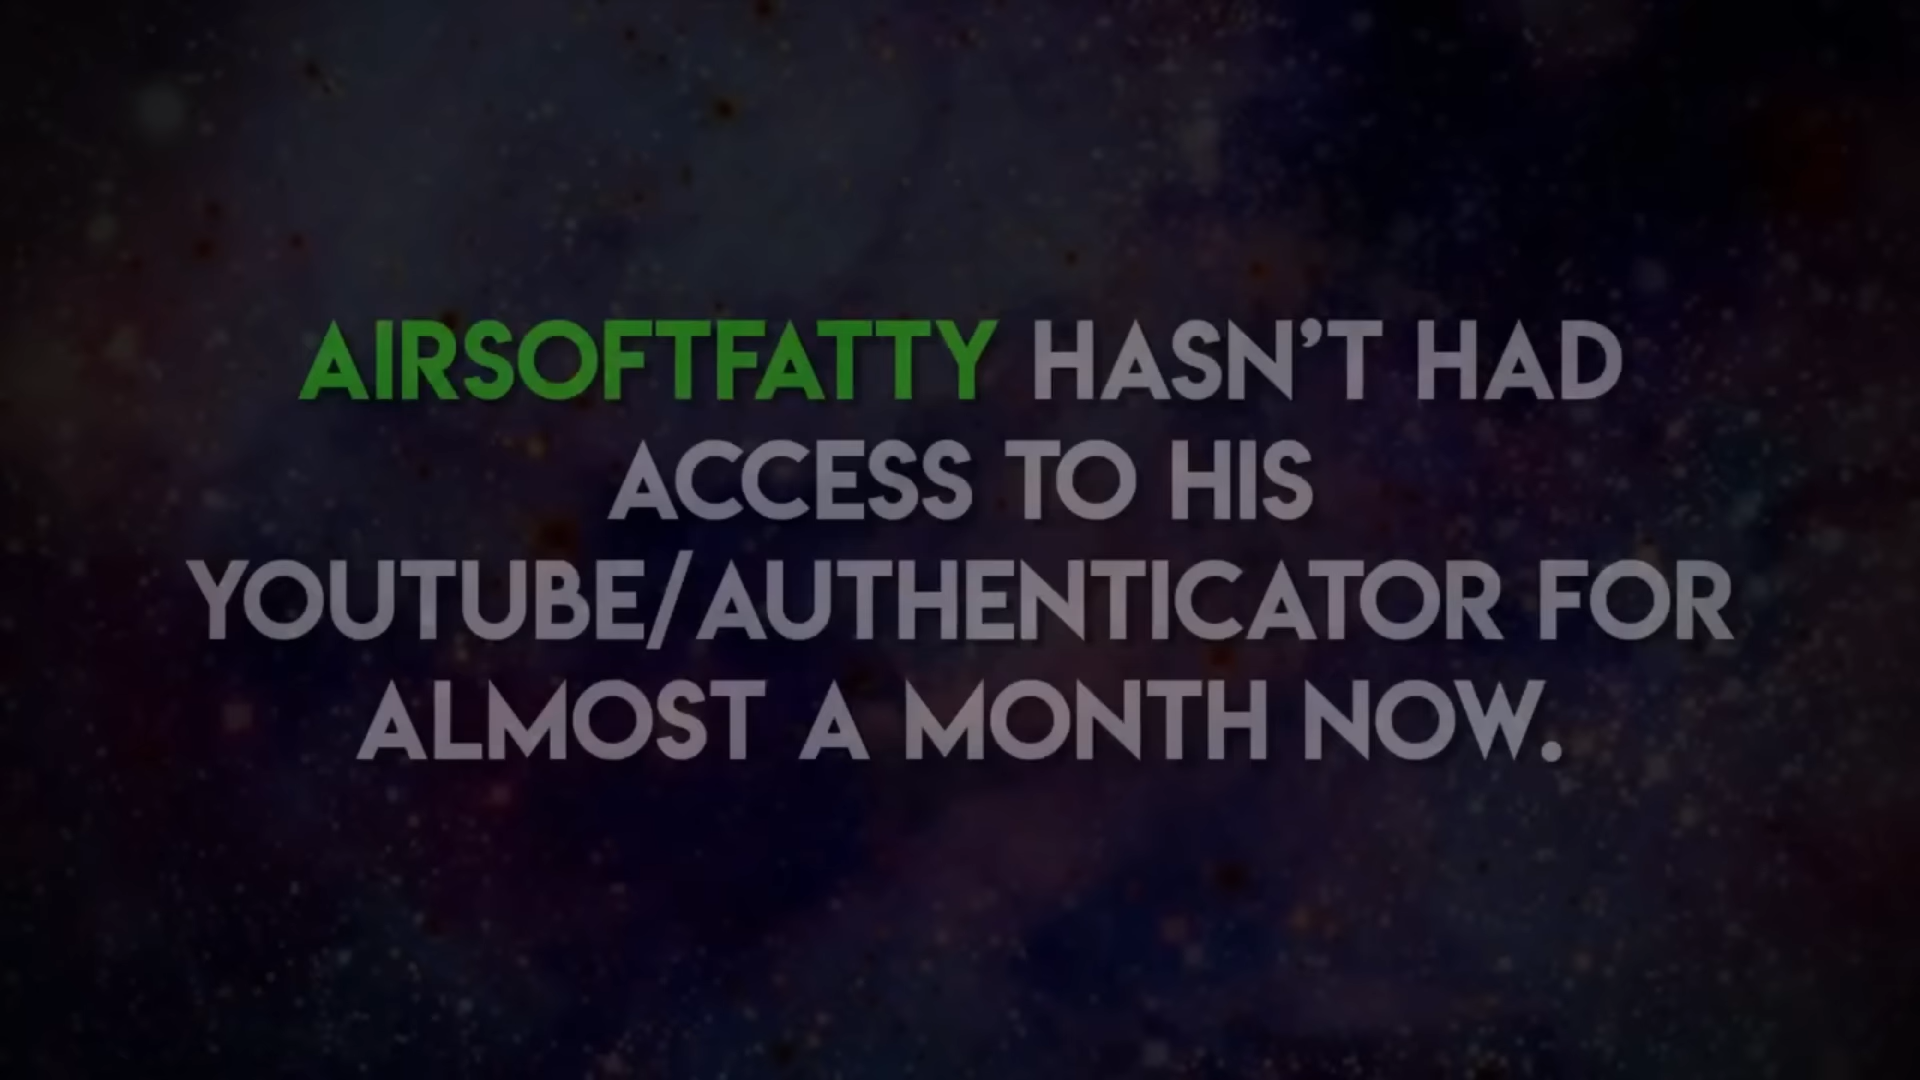 AIRSOFTFATTY HASN'T HAD
ACCESS TO HIS
YOUTUBE/AUTHENTICATOR FOR
ALMOST A MONTH NOW.